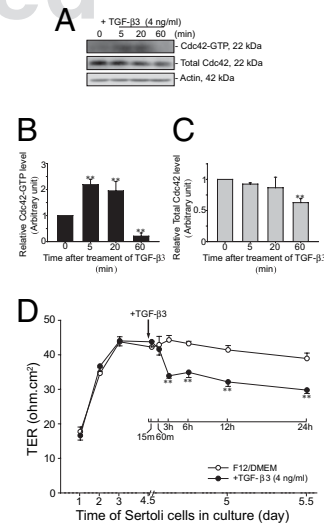 A
+ TGF-β3 (4 ng/ml)
0 5 20 60 (min)
Cdc42-GTP, 22 kDa
Total Cdc42, 22 kDa
Actin, 42 kDa
B
Relative Cdc42-GTP level
(Arbitrary unit)
3
2
1
0
** ** **
0 5 20 60
Time after treament of TGF-β3
(min)
C
Relative Total Cdc42 level
(Arbitrary unit)
1
0.5
0
**
0 5 20 60
Time after treatment of TGF-β3
(min)
D
+TGF-β3
TER (ohm.cm²)
50
40
30
20
10
0
** ** ** **
15m 60m 3h 6h 12h 24h
F12/DMEM
+TGF-β3 (4 ng/ml)
1 2 3 4.5 5 5.5
Time of Sertoli cells in culture (day)